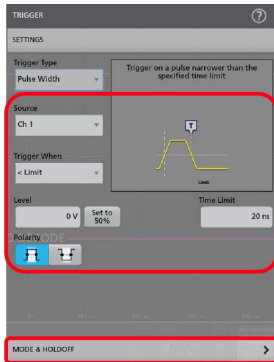 TRIGGER
?
SETTINGS
Trigger Type
Pulse Width
Trigger on a pulse narrower than the
specified time limit
Source
Ch 1
T
Trigger When
< Limit
Limit
Level
Time Limit
0 V
Set to
50%
20 ns
Polarity
MODE & HOLDOFF